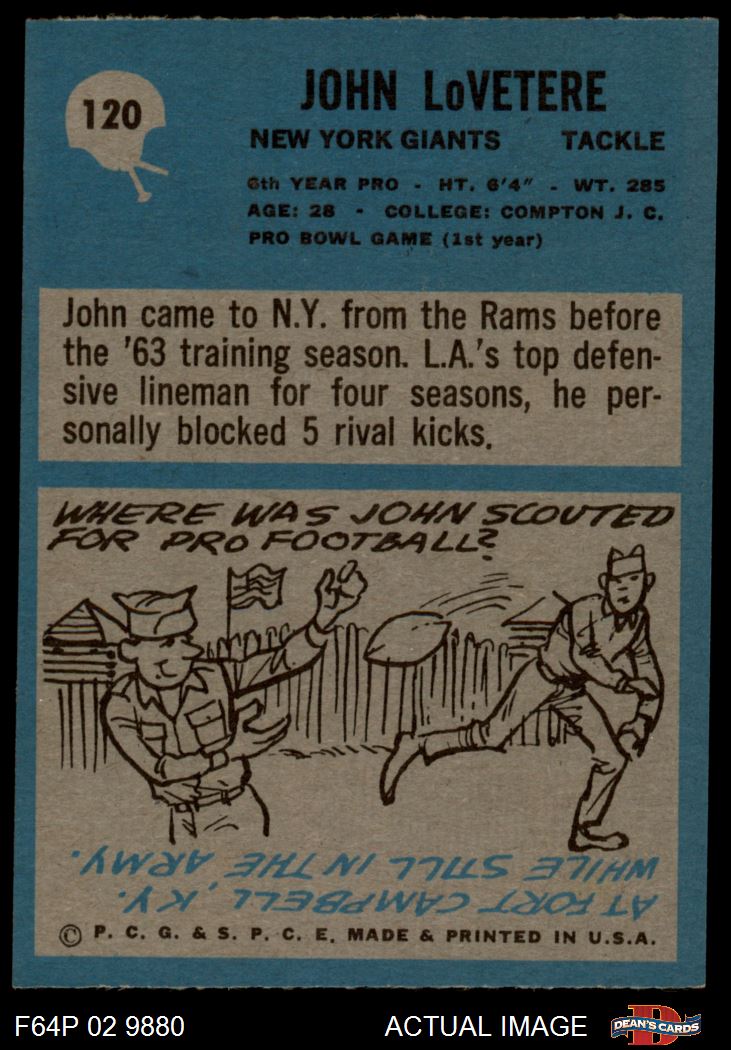 120
JOHN LoVETERE
NEW YORK GIANTS TACKLE
6th YEAR PRO - HT. 6'4" - WT. 285
AGE: 28 - COLLEGE: COMPTON J. C.
PRO BOWL GAME (1st year)
John came to N.Y. from the Rams before
the '63 training season. L.A.'s top defen-
sive lineman for four seasons, he per-
sonally blocked 5 rival kicks.
WHERE WAS JOHN SCOUTED
FOR PRO FOOTBALL?
AT FORT CAMPBELL, KY.
WHILE STILL IN THE ARMY.
© P. C. G. & S. P. C. E. MADE & PRINTED IN U.S.A.
F64P 02 9880 ACTUAL IMAGE
D
DEAN'S CARDS